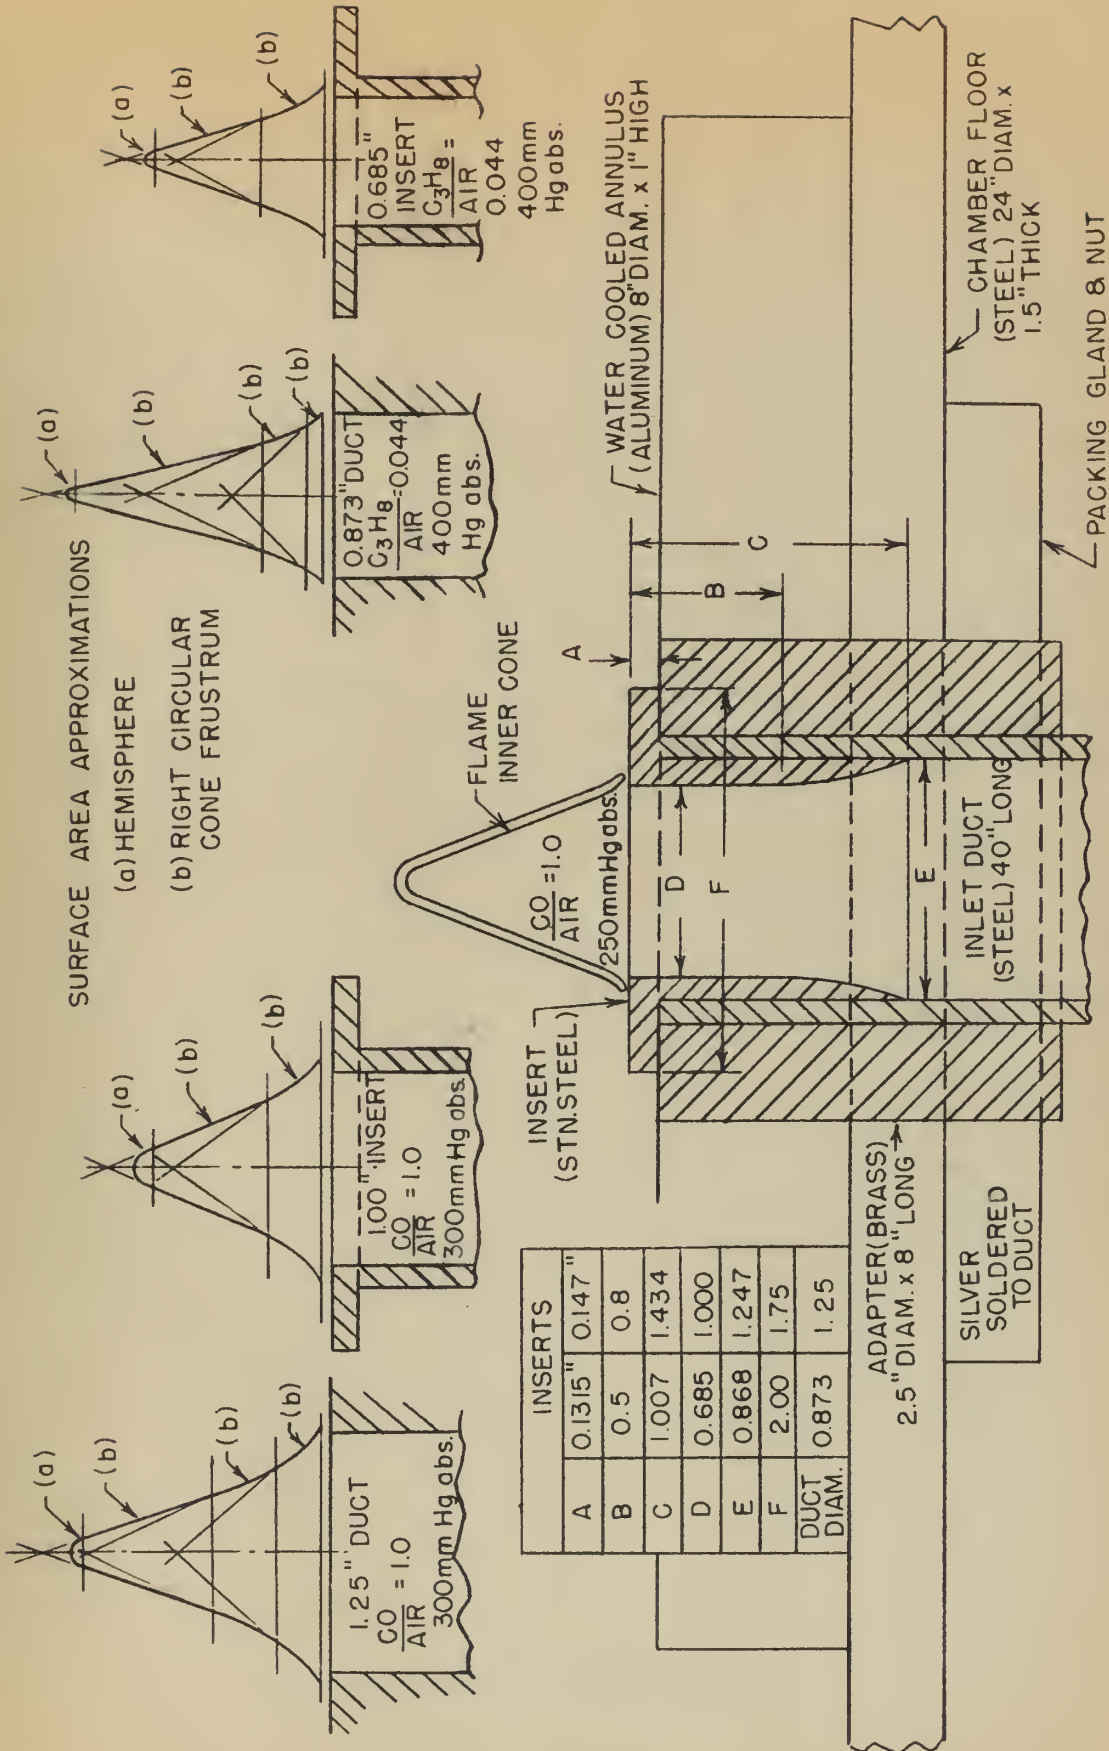 SURFACE AREA APPROXIMATIONS
(a) HEMISPHERE
(b) RIGHT CIRCULAR
CONE FRUSTRUM
(a)
(b)
(b)
(b)
1.25" DUCT
CO
AIR
= 1.0
300mm Hg abs.
(a)
(b)
(b)
1.00" INSERT
CO
AIR
= 1.0
300mm Hg abs.
(a)
(b)
(b)
(b)
0.873" DUCT
C3H8
AIR
=0.044
400mm
Hg abs.
(a)
(b)
(b)
0.685"
INSERT
C3H8 =
AIR
0.044
400mm
Hg abs.
INSERT
(STN.STEEL)
FLAME
INNER CONE
CO
AIR
=1.0
250mmHgabs.
A
B
C
D
F
E
WATER COOLED ANNULUS
(ALUMINUM) 8"DIAM. x 1" HIGH
INLET DUCT
(STEEL) 40"LONG
CHAMBER FLOOR
(STEEL) 24"DIAM. x
1.5"THICK
PACKING GLAND & NUT
ADAPTER(BRASS)
2.5"DIAM. x 8"LONG
SILVER
SOLDERED
TO DUCT
INSERTS
A 0.1315" 0.147"
B 0.5 0.8
C 1.007 1.434
D 0.685 1.000
E 0.868 1.247
F 2.00 1.75
DUCT
DIAM. 0.873 1.25